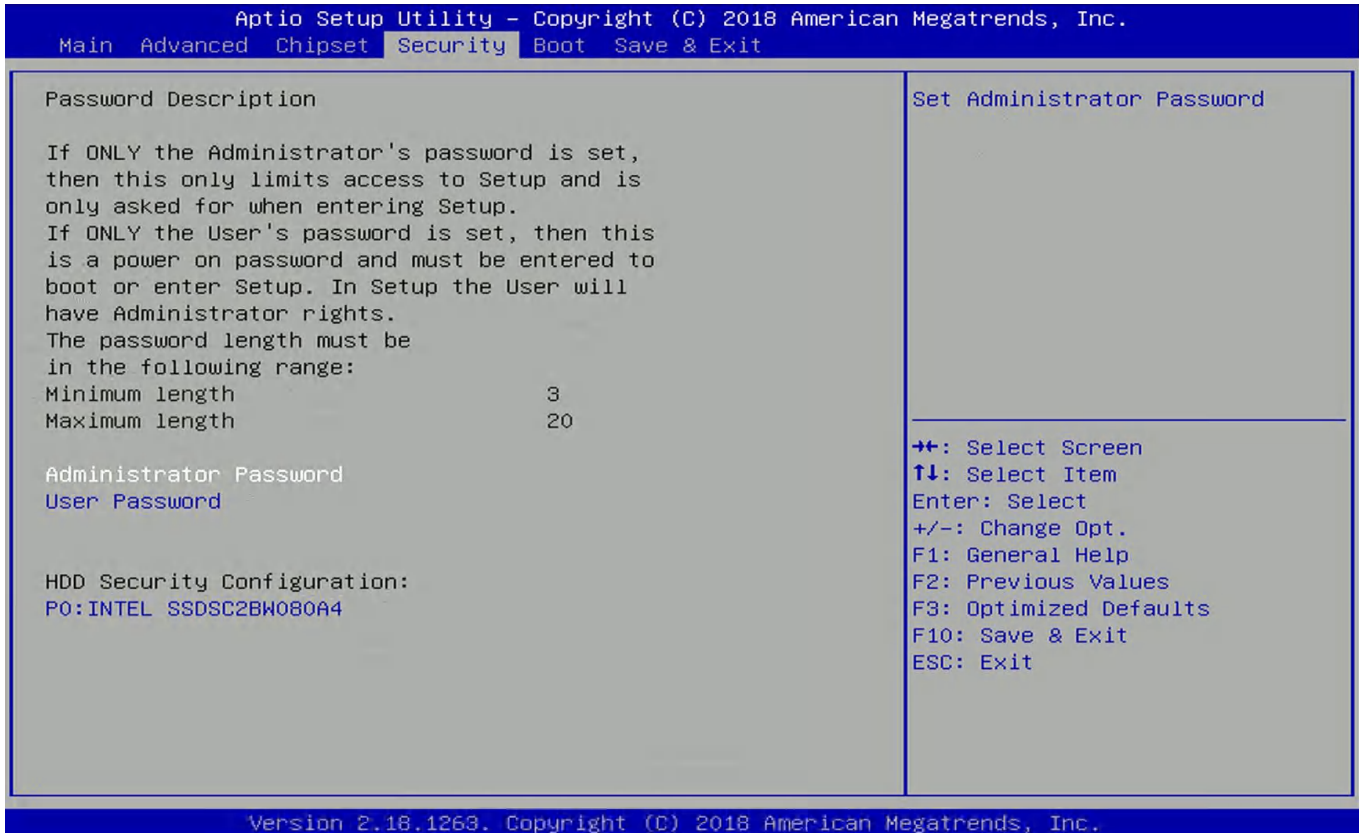 Aptio Setup Utility – Copyright (C) 2018 American Megatrends, Inc.
Main Advanced Chipset Security Boot Save & Exit
Password Description
If ONLY the Administrator's password is set,
then this only limits access to Setup and is
only asked for when entering Setup.
If ONLY the User's password is set, then this
is a power on password and must be entered to
boot or enter Setup. In Setup the User will
have Administrator rights.
The password length must be
in the following range:
Minimum length 3
Maximum length 20
Administrator Password
User Password
HDD Security Configuration:
P0:INTEL SSDSC2BW080A4
Set Administrator Password
→←: Select Screen
↑↓: Select Item
Enter: Select
+/-: Change Opt.
F1: General Help
F2: Previous Values
F3: Optimized Defaults
F10: Save & Exit
ESC: Exit
Version 2.18.1263. Copyright (C) 2018 American Megatrends, Inc.